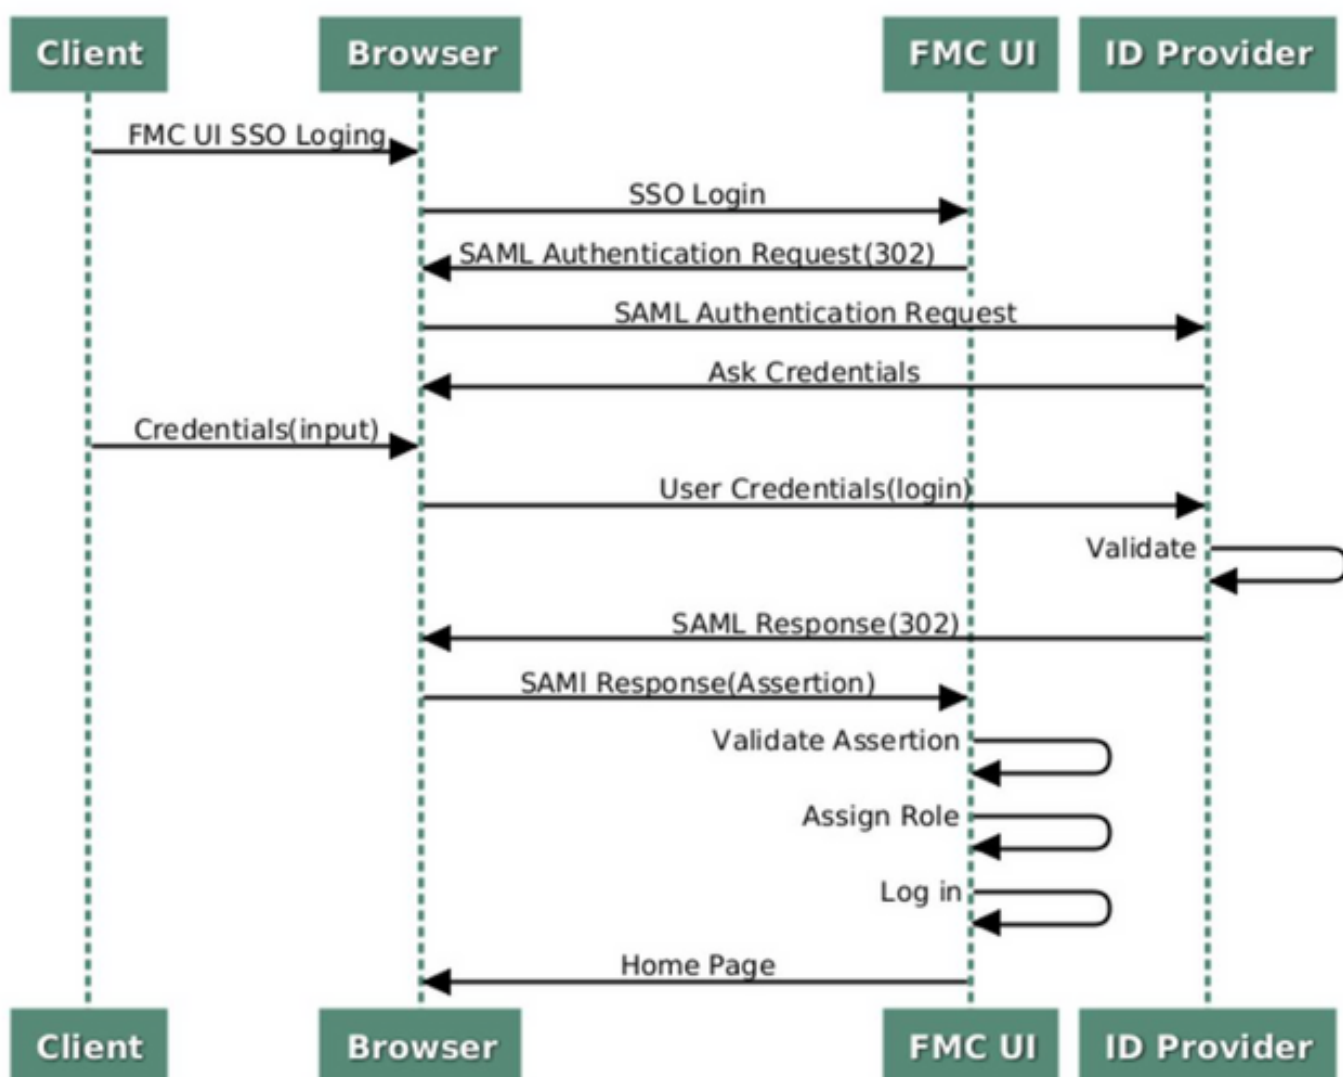 Client
Browser
FMC UI
ID Provider
FMC UI SSO Loging
SSO Login
SAML Authentication Request(302)
SAML Authentication Request
Ask Credentials
Credentials(input)
User Credentials(login)
Validate
SAML Response(302)
SAMl Response(Assertion)
Validate Assertion
Assign Role
Log in
Home Page
Client
Browser
FMC UI
ID Provider